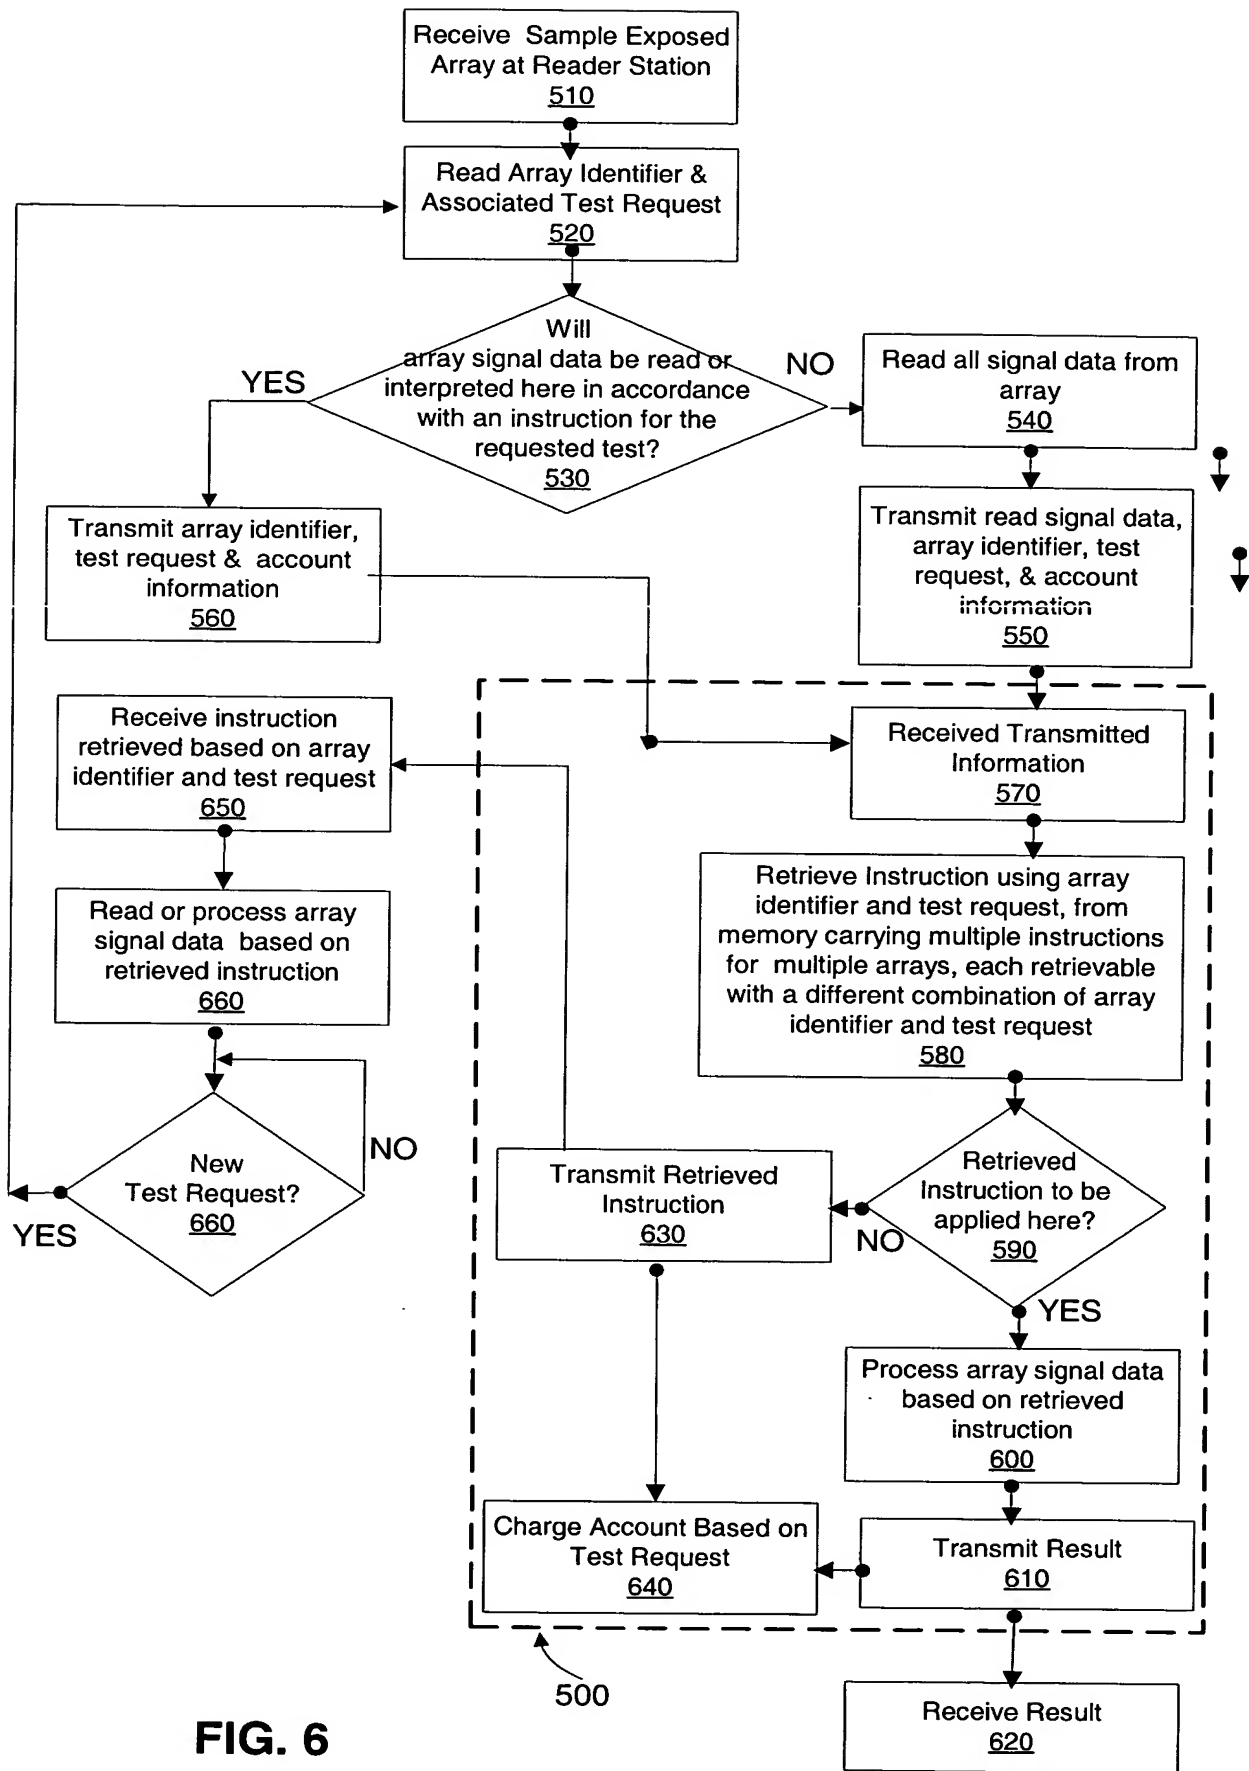 Receive Sample Exposed
Array at Reader Station
510
Read Array Identifier &
Associated Test Request
520
Will
array signal data be read or
interpreted here in accordance
with an instruction for the
requested test?
530
YES
NO
Read all signal data from
array
540
Transmit array identifier,
test request & account
information
560
Transmit read signal data,
array identifier, test
request, & account
information
550
Receive instruction
retrieved based on array
identifier and test request
650
Received Transmitted
Information
570
Read or process array
signal data based on
retrieved instruction
660
Retrieve Instruction using array
identifier and test request, from
memory carrying multiple instructions
for multiple arrays, each retrievable
with a different combination of array
identifier and test request
580
New
Test Request?
660
NO
YES
Transmit Retrieved
Instruction
630
Retrieved
Instruction to be
applied here?
590
NO
YES
Process array signal data
based on retrieved
instruction
600
Charge Account Based on
Test Request
640
Transmit Result
610
500
Receive Result
620
FIG. 6